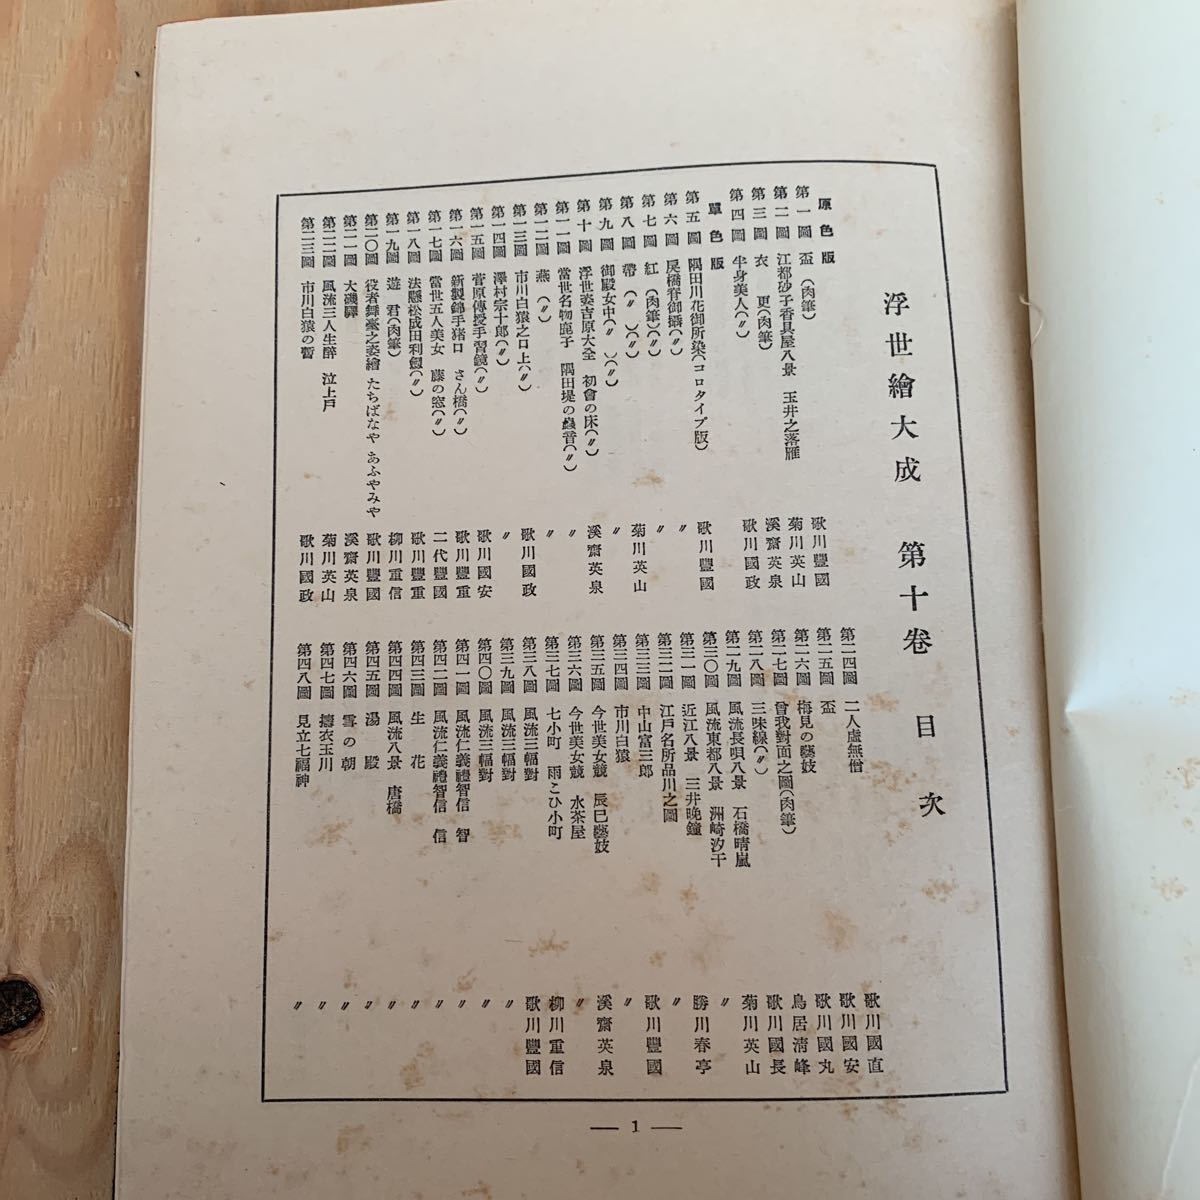 浮世繪大成 第十卷 目次
原色版
第一圖 盃(肉筆) 歌川豐國
第二圖 江都砂子香具屋八景 玉井之落雁 菊川英山
第三圖 衣更(肉筆) 溪齋英泉
第四圖 半身美人(〃) 歌川國政
單色版
第五圖 隅田川花御所染(コロタイプ版) 歌川豐國
第六圖 戾橋脊御攝(〃) 〃
第七圖 紅(肉筆)(〃) 〃
第八圖 帶(〃)(〃) 菊川英山
第九圖 御殿女中(〃)(〃) 〃
第十圖 浮世姿吉原大全 初會の床(〃) 溪齋英泉
第一一圖 當世名物鹿子 隅田堤の蟲音(〃) 〃
第一二圖 燕(〃) 〃
第一三圖 市川白猿之口上(〃) 歌川國政
第一四圖 澤村宗十郎(〃) 〃
第一五圖 菅原傳授手習鏡(〃) 歌川國安
第一六圖 新製錦手猪口 さん橋(〃) 歌川豐重
第一七圖 當世五人美女 藤の窓(〃) 二代豐國
第一八圖 法懸松成田利劔(〃) 歌川豐重
第一九圖 遊君(肉筆) 柳川重信
第二〇圖 役者舞臺之姿繪 たちばなや あふやみや 歌川豐國
第二一圖 大磯驛 溪齋英泉
第二二圖 風流三人生醉 泣上戶 菊川英山
第二三圖 市川白猿の暫 歌川國政
第二四圖 二人虛無僧 歌川國直
第二五圖 盃 歌川國安
第二六圖 梅見の藝妓 歌川國丸
第二七圖 曾我對面之圖(肉筆) 鳥居淸峰
第二八圖 三味線(〃) 歌川國長
第二九圖 風流長唄八景 石橋晴嵐 菊川英山
第三〇圖 風流東都八景 洲崎汐干 〃
第三一圖 近江八景 三井晚鐘 勝川春亭
第三二圖 江戶名所品川之圖 〃
第三三圖 中山富三郎 歌川豐國
第三四圖 市川白猿 〃
第三五圖 今世美女競 辰巳藝妓 溪齋英泉
第三六圖 今世美女競 水茶屋 〃
第三七圖 七小町 雨こひ小町 柳川重信
第三八圖 風流三幅對 歌川豐國
第三九圖 風流三幅對 〃
第四〇圖 風流三幅對 〃
第四一圖 風流仁義禮智信 智 〃
第四二圖 風流仁義禮智信 信 〃
第四三圖 生花 〃
第四四圖 風流八景 唐橋 〃
第四五圖 湯殿 〃
第四六圖 雪の朝 〃
第四七圖 擣衣玉川 〃
第四八圖 見立七福神 〃
— 1 —